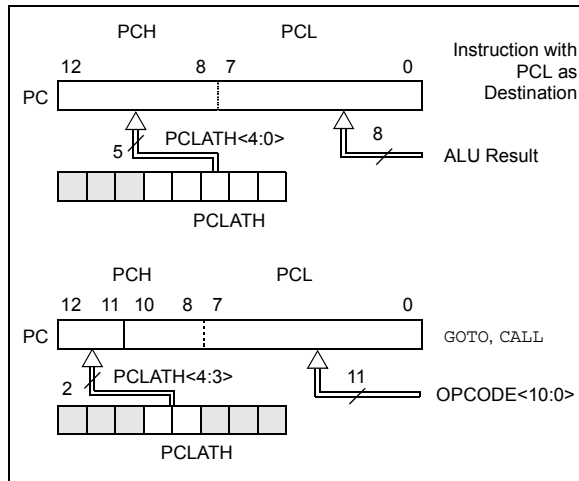 PCH PCL
12 8 7 0
Instruction with
PCL as
Destination
PC
5 PCLATH<4:0> 8
ALU Result
PCLATH
PCH PCL
12 11 10 8 7 0
PC
GOTO, CALL
2 PCLATH<4:3> 11
OPCODE<10:0>
PCLATH